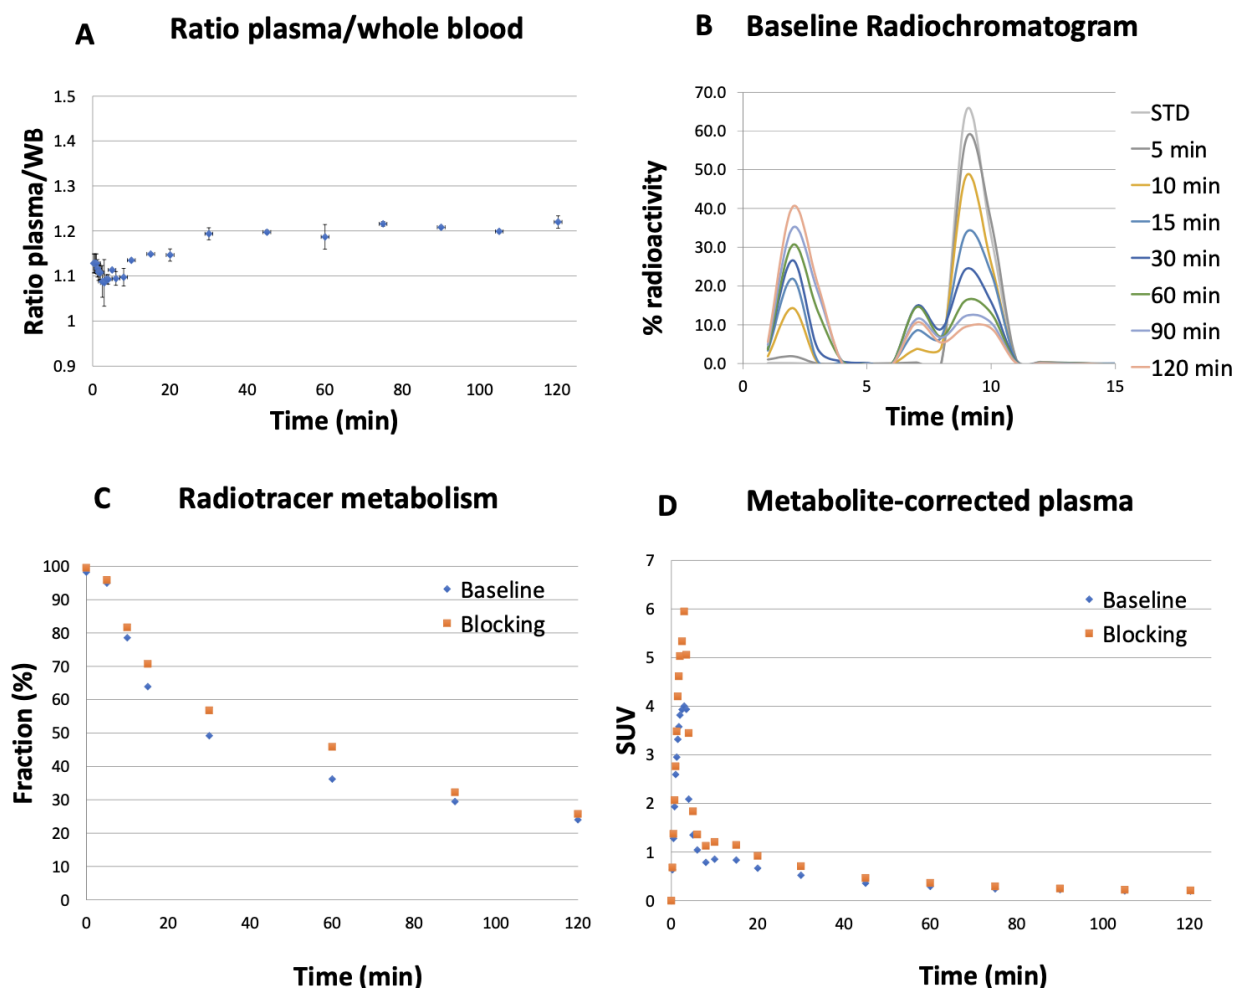 A Ratio plasma/whole blood
Ratio plasma/WB
1.5
1.4
1.3
1.2
1.1
1
0.9
0 20 40 60 80 100 120
Time (min)
B Baseline Radiochromatogram
% radioactivity
70.0
60.0
50.0
40.0
30.0
20.0
10.0
0.0
0 5 10 15
Time (min)
STD
5 min
10 min
15 min
30 min
60 min
90 min
120 min
C Radiotracer metabolism
Fraction (%)
100
90
80
70
60
50
40
30
20
10
0
0 20 40 60 80 100 120
Time (min)
Baseline
Blocking
D Metabolite-corrected plasma
SUV
7
6
5
4
3
2
1
0
0 20 40 60 80 100 120
Time (min)
Baseline
Blocking